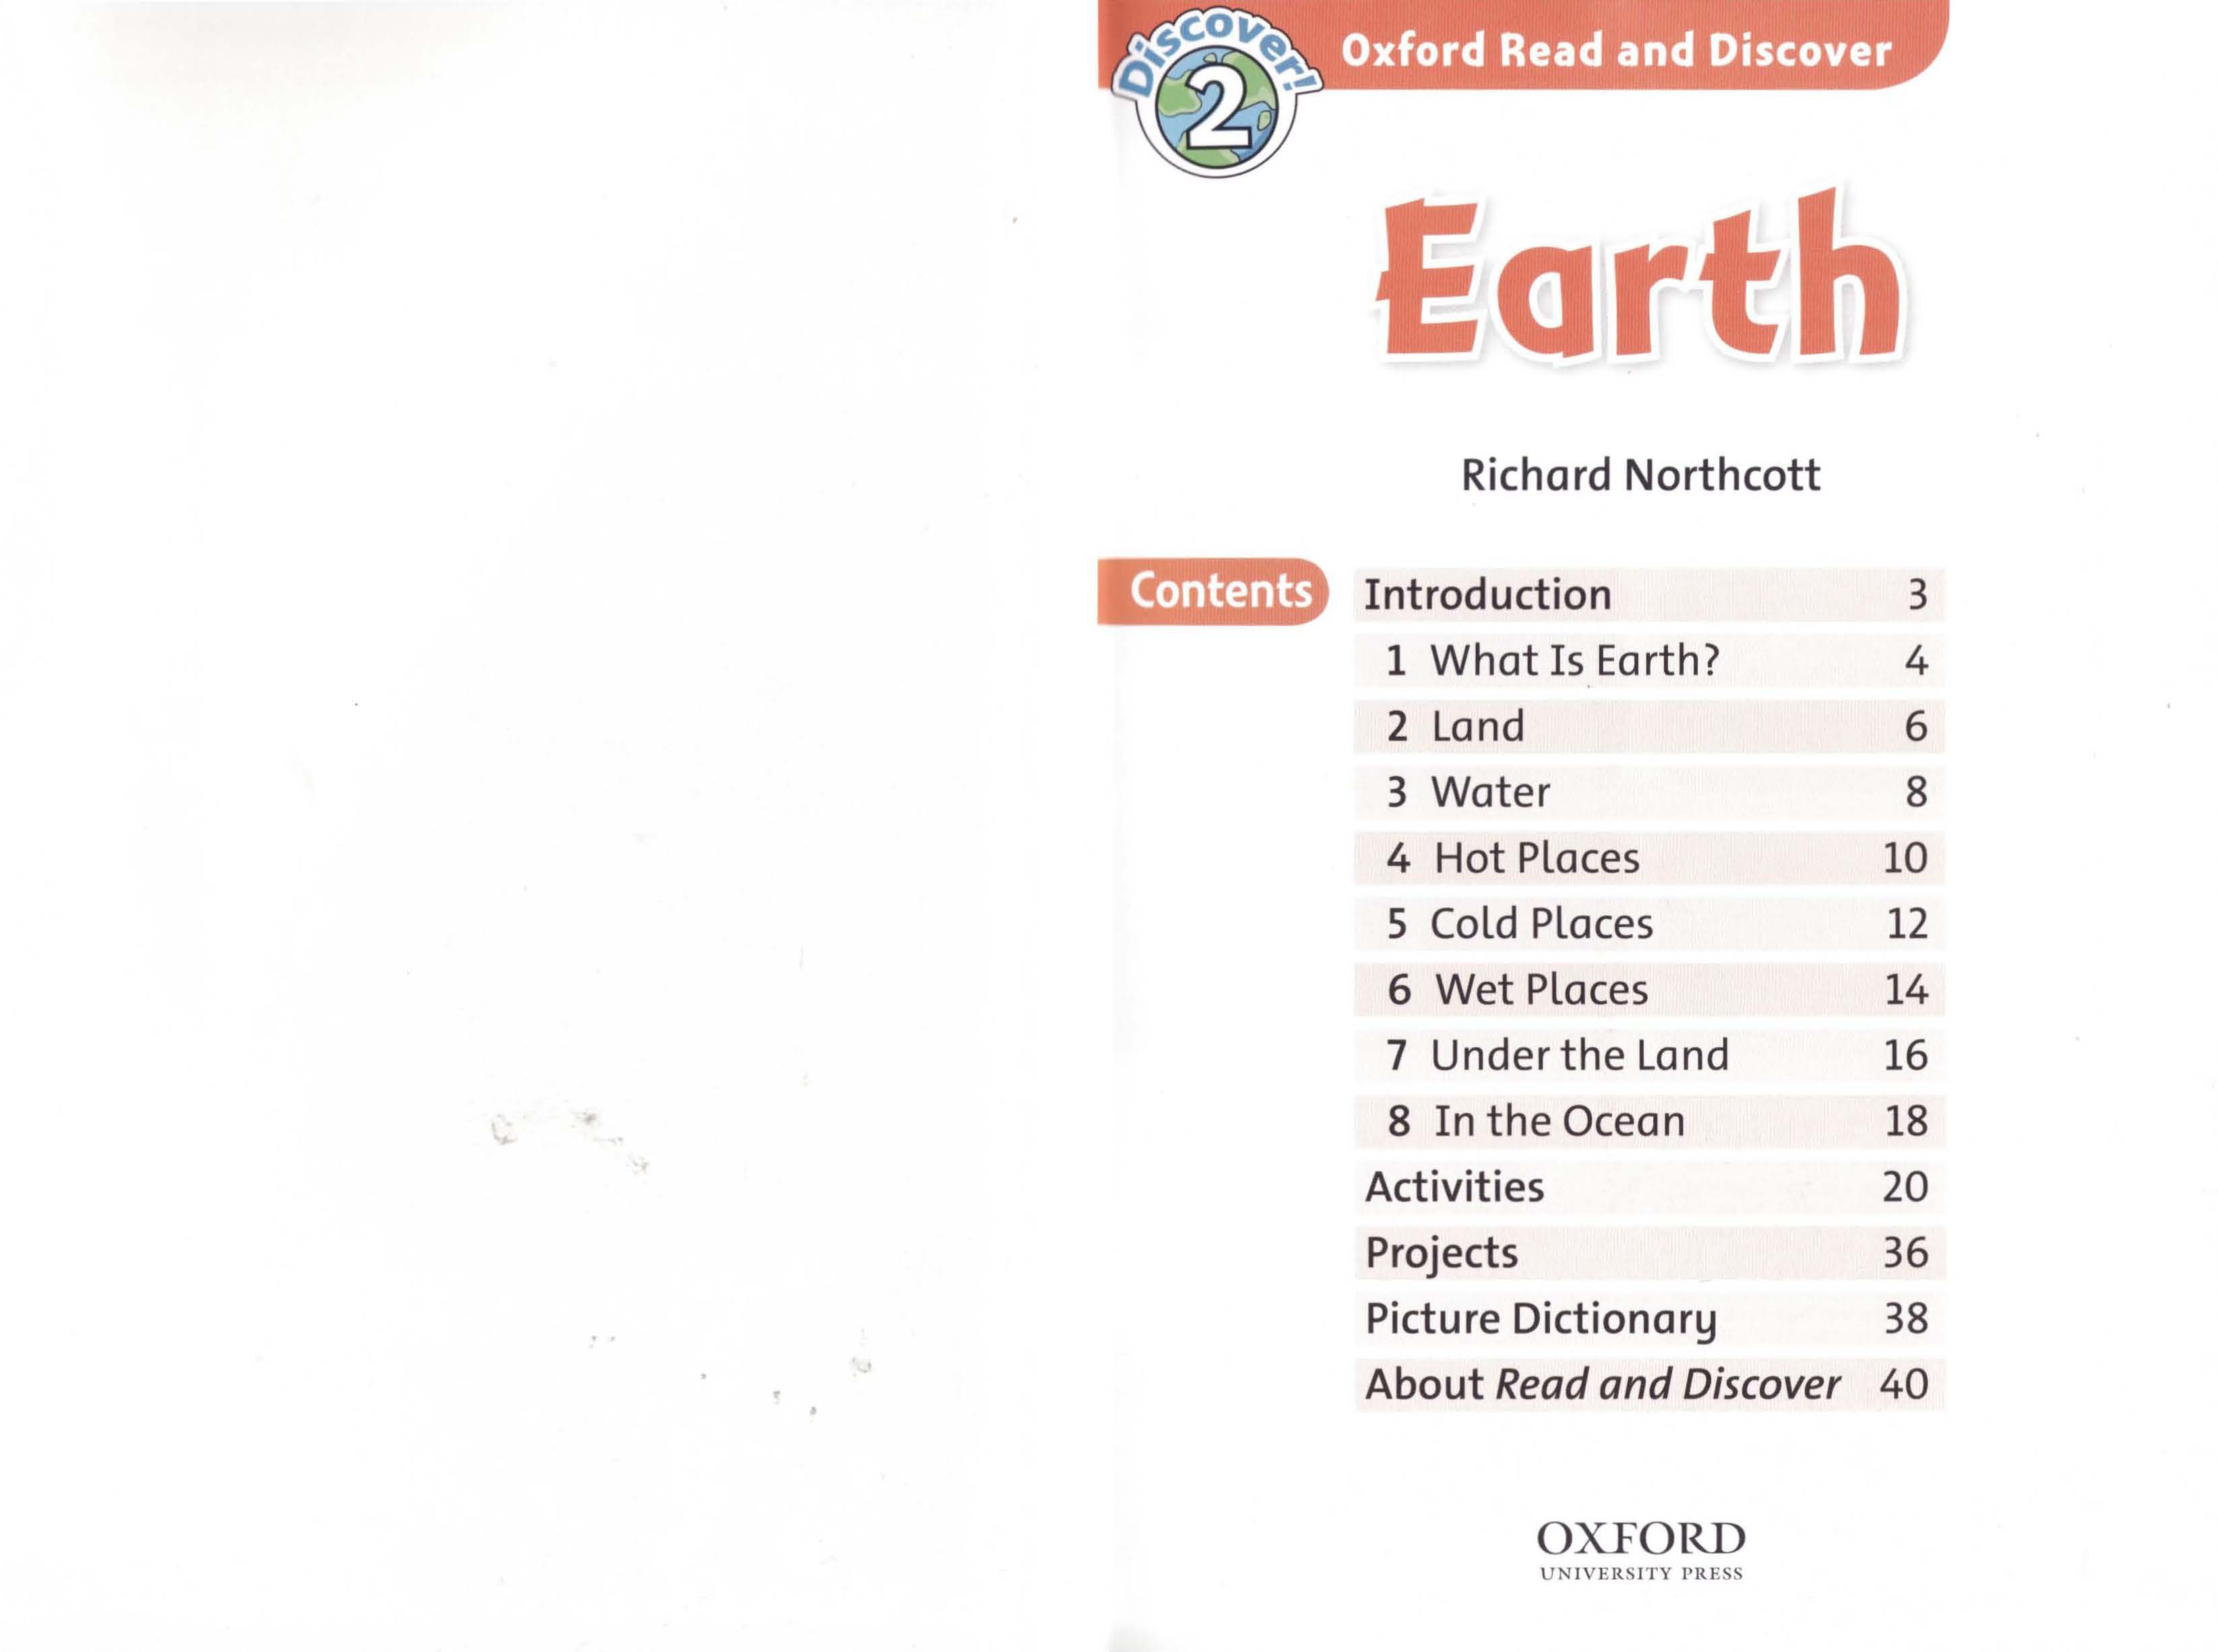 Discover!
2
Oxford Read and Discover
Earth
Richard Northcott
Contents
Introduction 3
1 What Is Earth? 4
2 Land 6
3 Water 8
4 Hot Places 10
5 Cold Places 12
6 Wet Places 14
7 Under the Land 16
8 In the Ocean 18
Activities 20
Projects 36
Picture Dictionary 38
About Read and Discover 40
OXFORD
UNIVERSITY PRESS